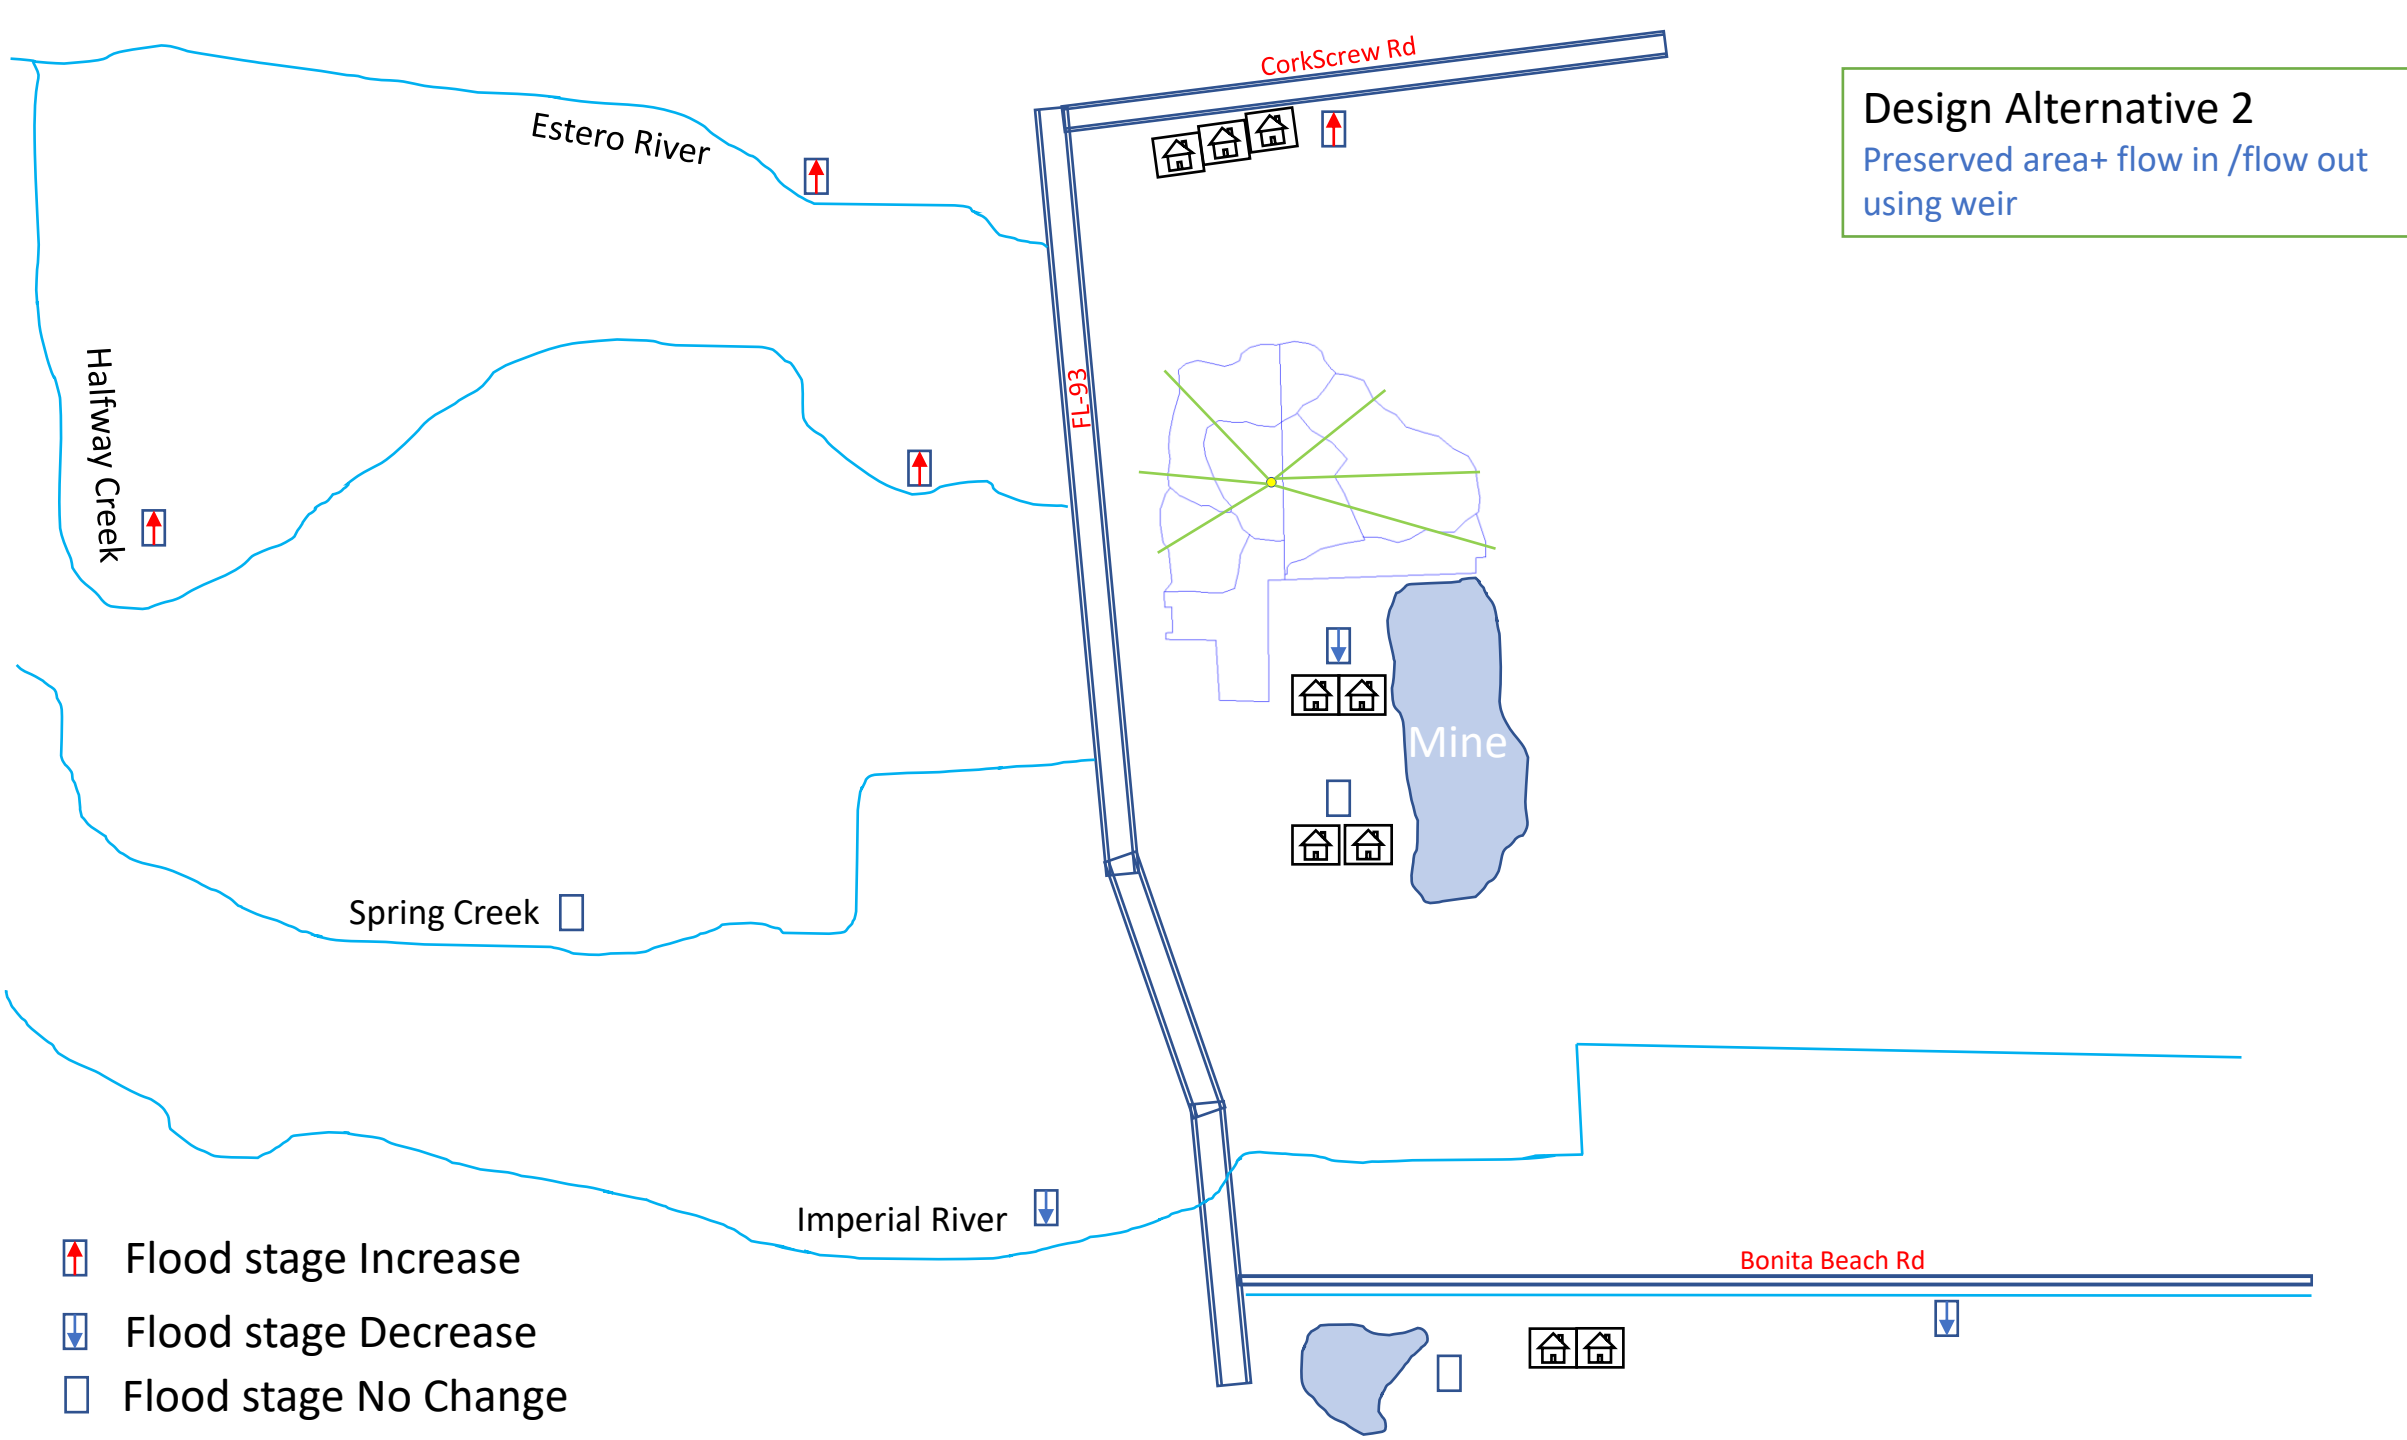 CorkScrew Rd
Design Alternative 2
Preserved area+ flow in /flow out
using weir
Estero River
Halfway Creek
FL-93
Mine
Spring Creek
Imperial River
Bonita Beach Rd
Flood stage Increase
Flood stage Decrease
Flood stage No Change